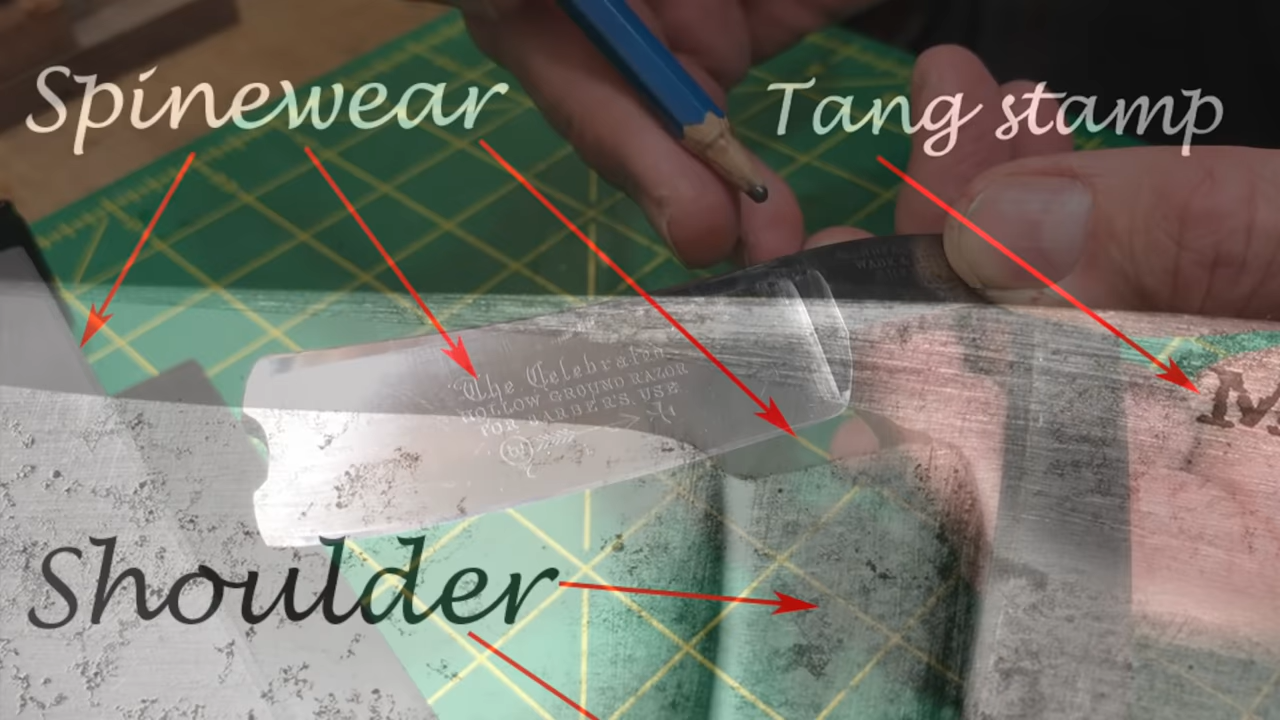 Spinewear
Tang stamp
The Celebrated
HOLLOW GROUND RAZOR
FOR BARBER'S USE
Shoulder